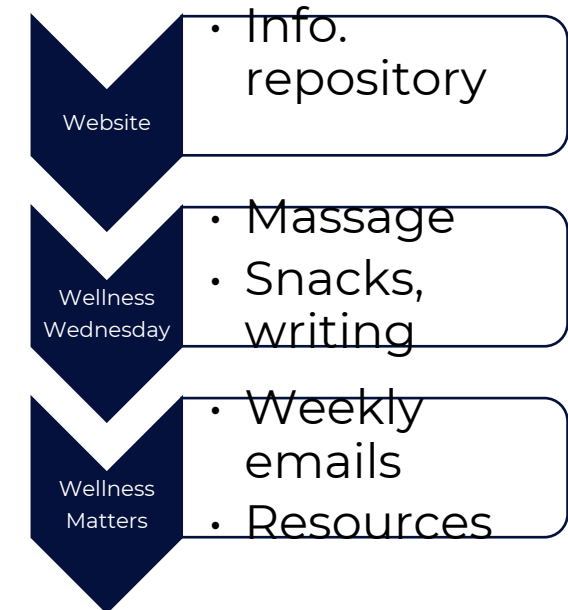 Website
• Info.
repository
Wellness
Wednesday
• Massage
• Snacks,
writing
Wellness
Matters
• Weekly
emails
• Resources